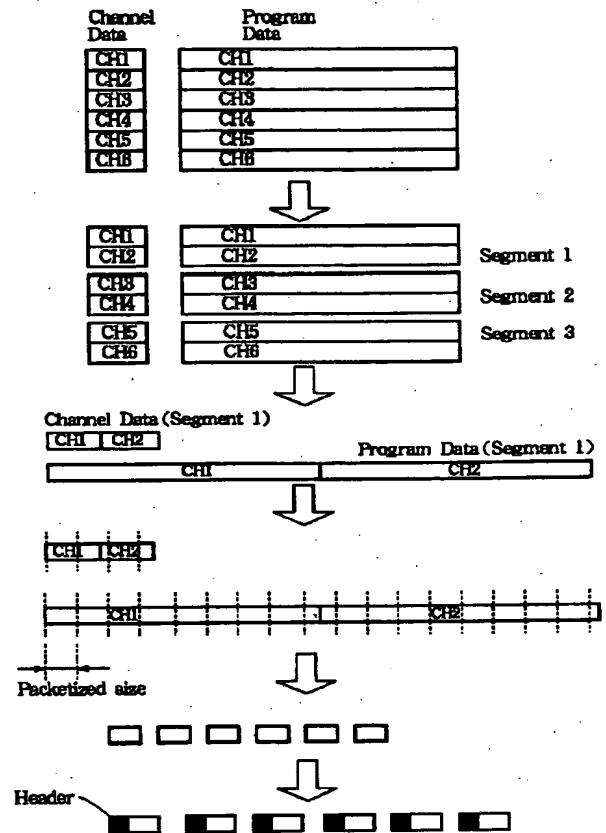 Channel Data
Program Data
CH1 CH1
CH2 CH2
CH3 CH3
CH4 CH4
CH5 CH5
CH6 CH6
CH1 CH1
CH2 CH2
Segment 1
CH3 CH3
CH4 CH4
Segment 2
CH5 CH5
CH6 CH6
Segment 3
Channel Data (Segment 1)
CH1 CH2
Program Data (Segment 1)
CH1 CH2
CH1 CH2
CH1 CH2
Packetized size
Header